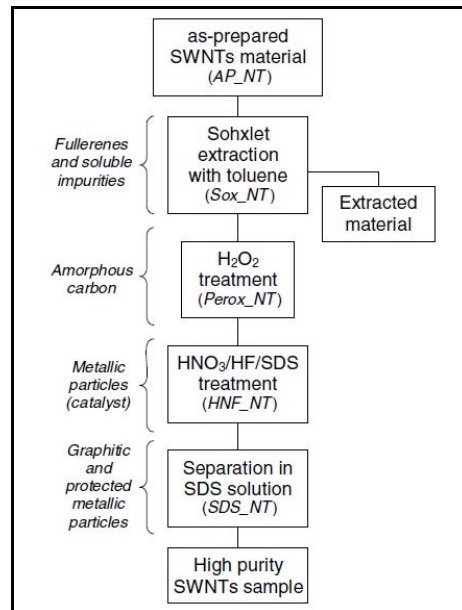 as-prepared
SWNTs material
(AP_NT)
Fullerenes
and soluble
impurities
Sohxlet
extraction
with toluene
(Sox_NT)
Extracted
material
Amorphous
carbon
H₂O₂
treatment
(Perox_NT)
Metallic
particles
(catalyst)
HNO₃/HF/SDS
treatment
(HNF_NT)
Graphitic
and
protected
metallic
particles
Separation in
SDS solution
(SDS_NT)
High purity
SWNTs sample